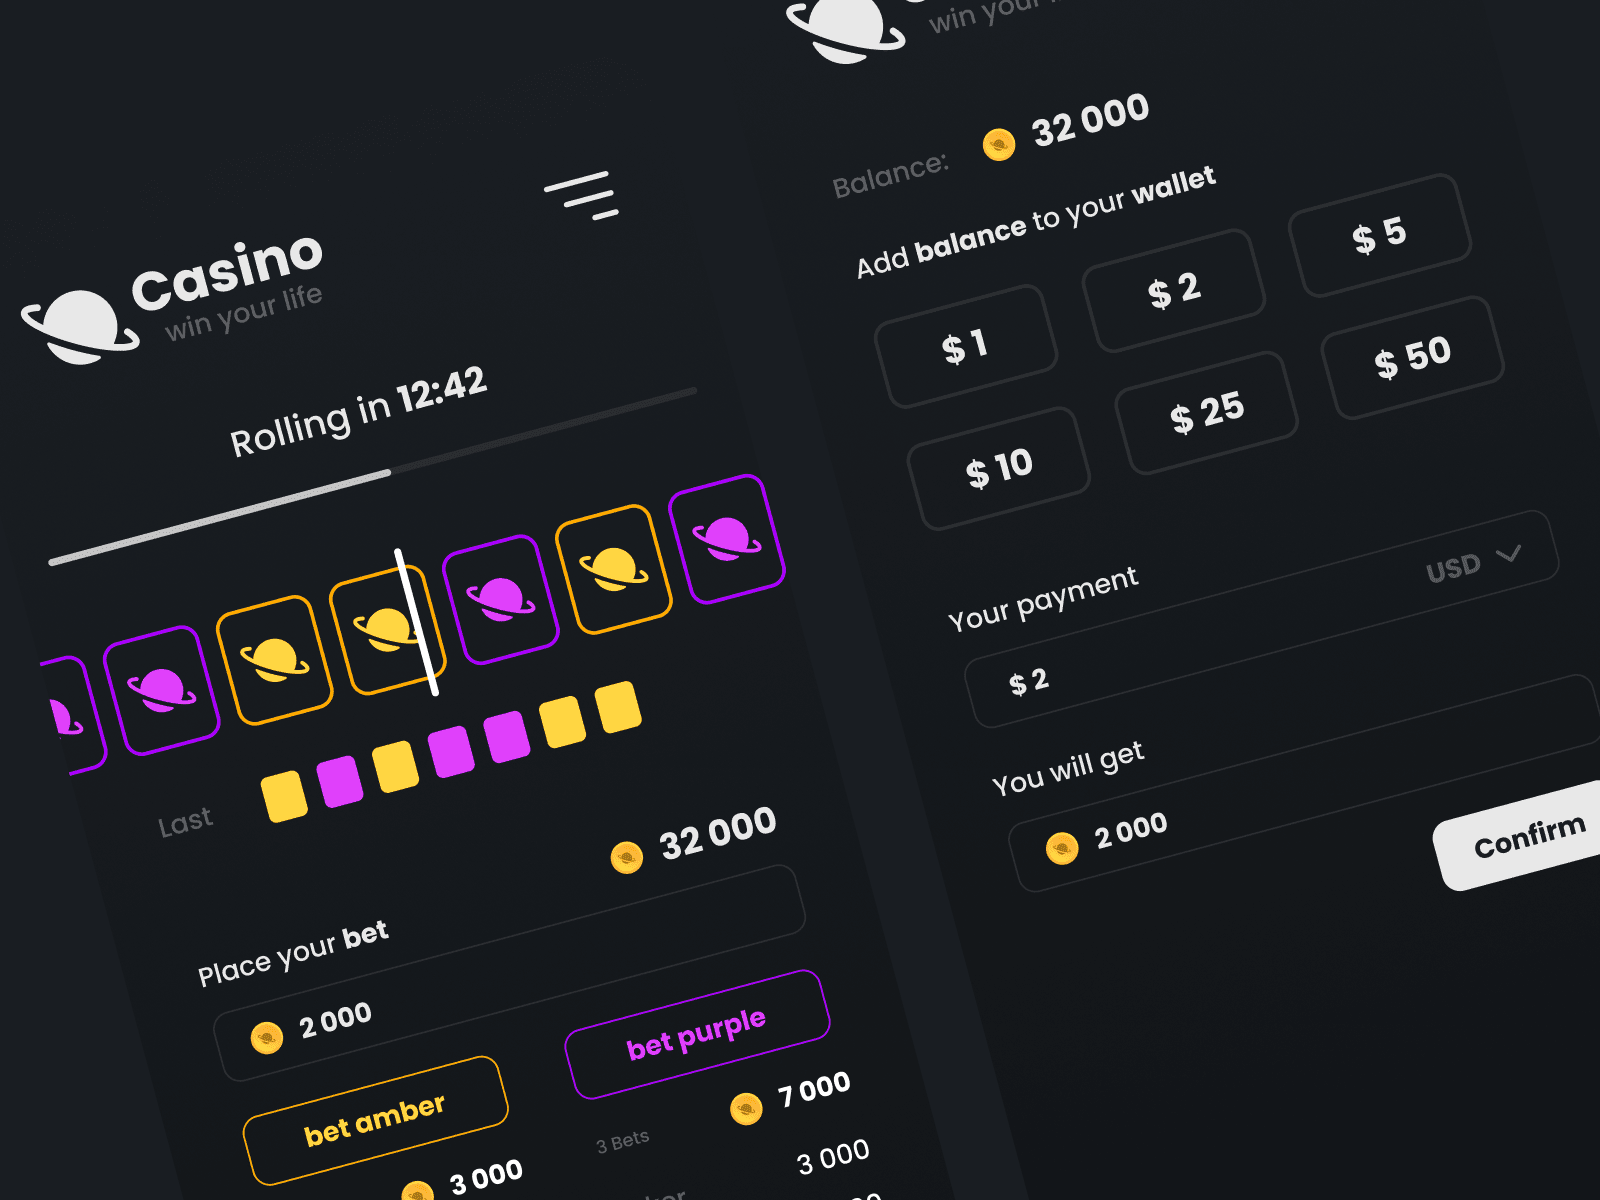 Casino
win your life
Rolling in 12:42
Last
32 000
Place your bet
2 000
bet amber
bet purple
3 000
3 Bets
7 000
3 000
win your
Balance:
32 000
Add balance to your wallet
$ 1
$ 2
$ 5
$ 10
$ 25
$ 50
Your payment
USD
$ 2
You will get
2 000
Confirm